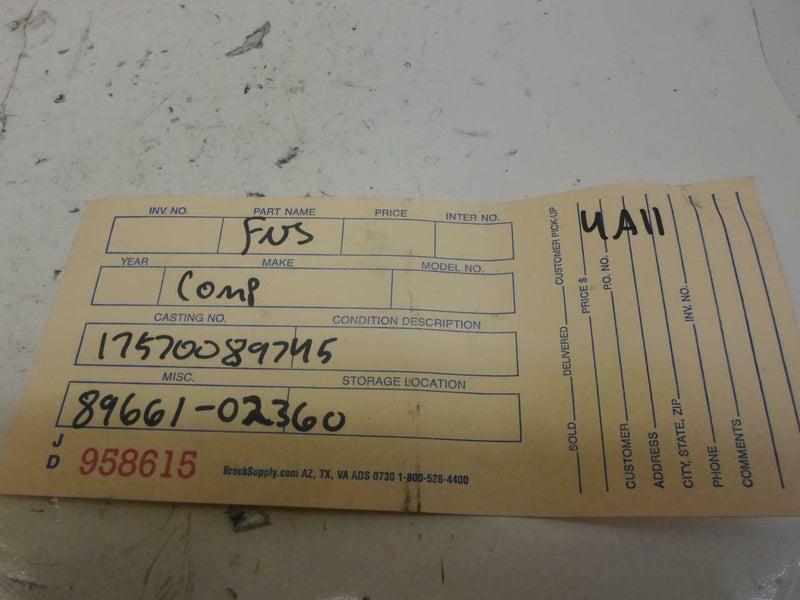 INV. NO. PART NAME PRICE INTER NO.
FNS
YEAR MAKE MODEL NO.
Comp
CASTING NO. CONDITION DESCRIPTION
17570089745
MISC. STORAGE LOCATION
89661-02360
J
D 958615 BrockSupply.com AZ, TX, VA ADS 0730 1-800-528-4400
SOLD DELIVERED CUSTOMER PICK-UP
PRICE $
P.O. NO.
4A11
CUSTOMER
ADDRESS
CITY, STATE, ZIP INV. NO.
PHONE
COMMENTS